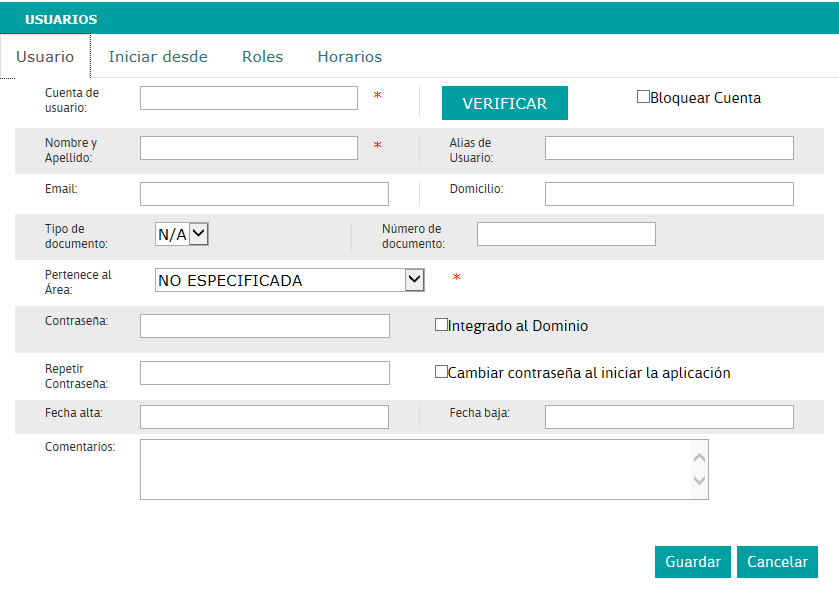 USUARIOS
Usuario Iniciar desde Roles Horarios
Cuenta de
usuario:
* VERIFICAR Bloquear Cuenta
Nombre y
Apellido:
*
Alias de
Usuario:
Email:
Domicilio:
Tipo de
documento:
N/A
Número de
documento:
Pertenece al
Área:
NO ESPECIFICADA *
Contraseña:
Integrado al Dominio
Repetir
Contraseña:
Cambiar contraseña al iniciar la aplicación
Fecha alta:
Fecha baja:
Comentarios:
Guardar Cancelar